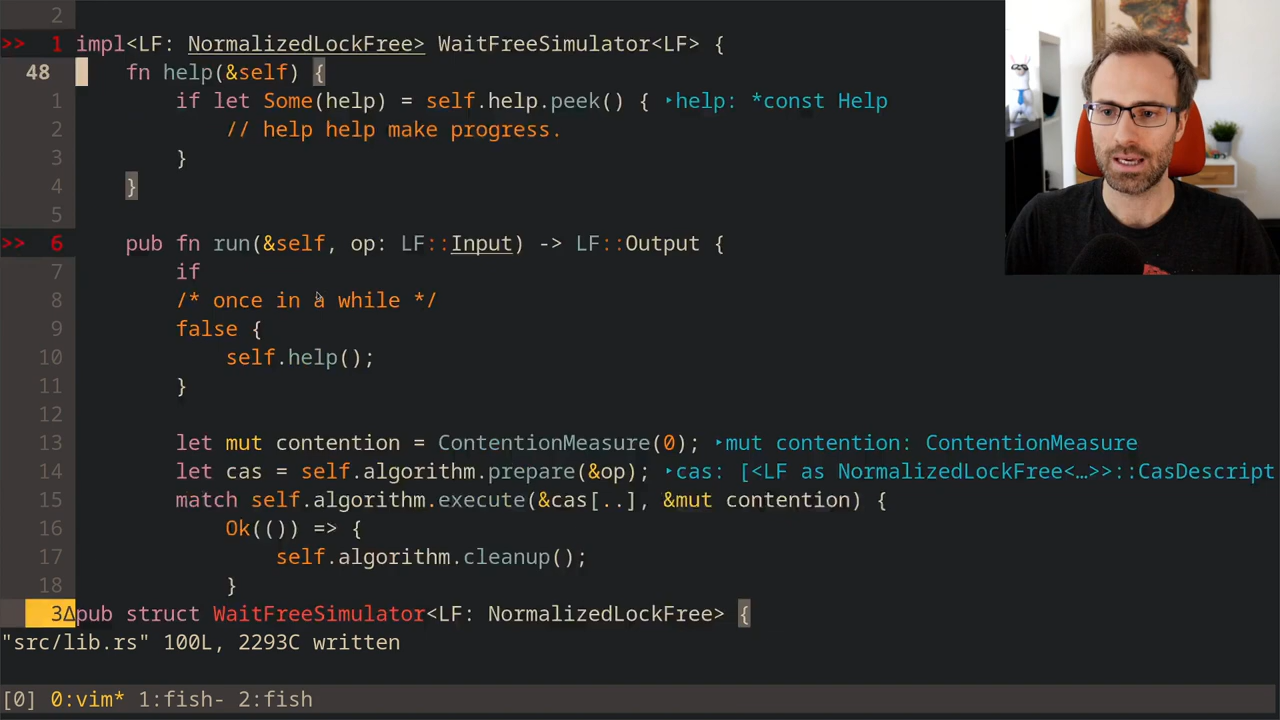 2
>> 1 impl<LF: NormalizedLockFree> WaitFreeSimulator<LF> {
48 fn help(&self) {
1 if let Some(help) = self.help.peek() { ‣help: *const Help
2 // help help make progress.
3 }
4 }
5
>> 6 pub fn run(&self, op: LF::Input) -> LF::Output {
7 if
8 /* once in a while */
9 false {
10 self.help();
11 }
12
13 let mut contention = ContentionMeasure(0); ‣mut contention: ContentionMeasure
14 let cas = self.algorithm.prepare(&op); ‣cas: [<LF as NormalizedLockFree<…>>::CasDescript
15 match self.algorithm.execute(&cas[..], &mut contention) {
16 Ok(()) => {
17 self.algorithm.cleanup();
18 }
3∆pub struct WaitFreeSimulator<LF: NormalizedLockFree> {
"src/lib.rs" 100L, 2293C written
[0] 0:vim* 1:fish- 2:fish